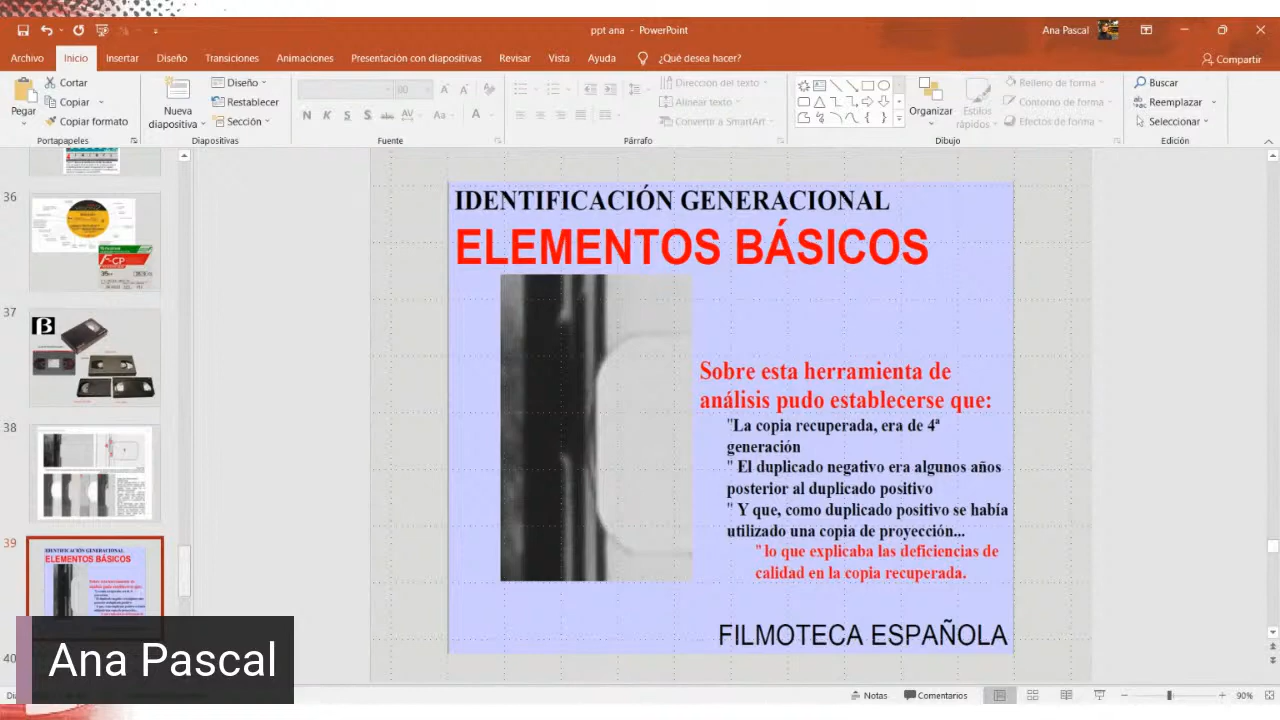 ppt ana - PowerPoint
Ana Pascal
Archivo Inicio Insertar Diseño Transiciones Animaciones Presentación con diapositivas Revisar Vista Ayuda ¿Qué desea hacer? Compartir
Pegar
Cortar
Copiar
Copiar formato
Portapapeles
Nueva
diapositiva
Diseño
Restablecer
Sección
Diapositivas
Fuente
Dirección del texto
Alinear texto
Convertir a SmartArt
Párrafo
Organizar
Estilos
rápidos
Relleno de forma
Contorno de forma
Efectos de forma
Dibujo
Buscar
Reemplazar
Seleccionar
Edición
36
37
38
39
40
IDENTIFICACIÓN GENERACIONAL
ELEMENTOS BÁSICOS
Sobre esta herramienta de
análisis pudo establecerse que:
"La copia recuperada, era de 4ª
generación
" El duplicado negativo era algunos años
posterior al duplicado positivo
" Y que, como duplicado positivo se había
utilizado una copia de proyección...
" lo que explicaba las deficiencias de
calidad en la copia recuperada.
FILMOTECA ESPAÑOLA
Ana Pascal
Notas Comentarios 90%